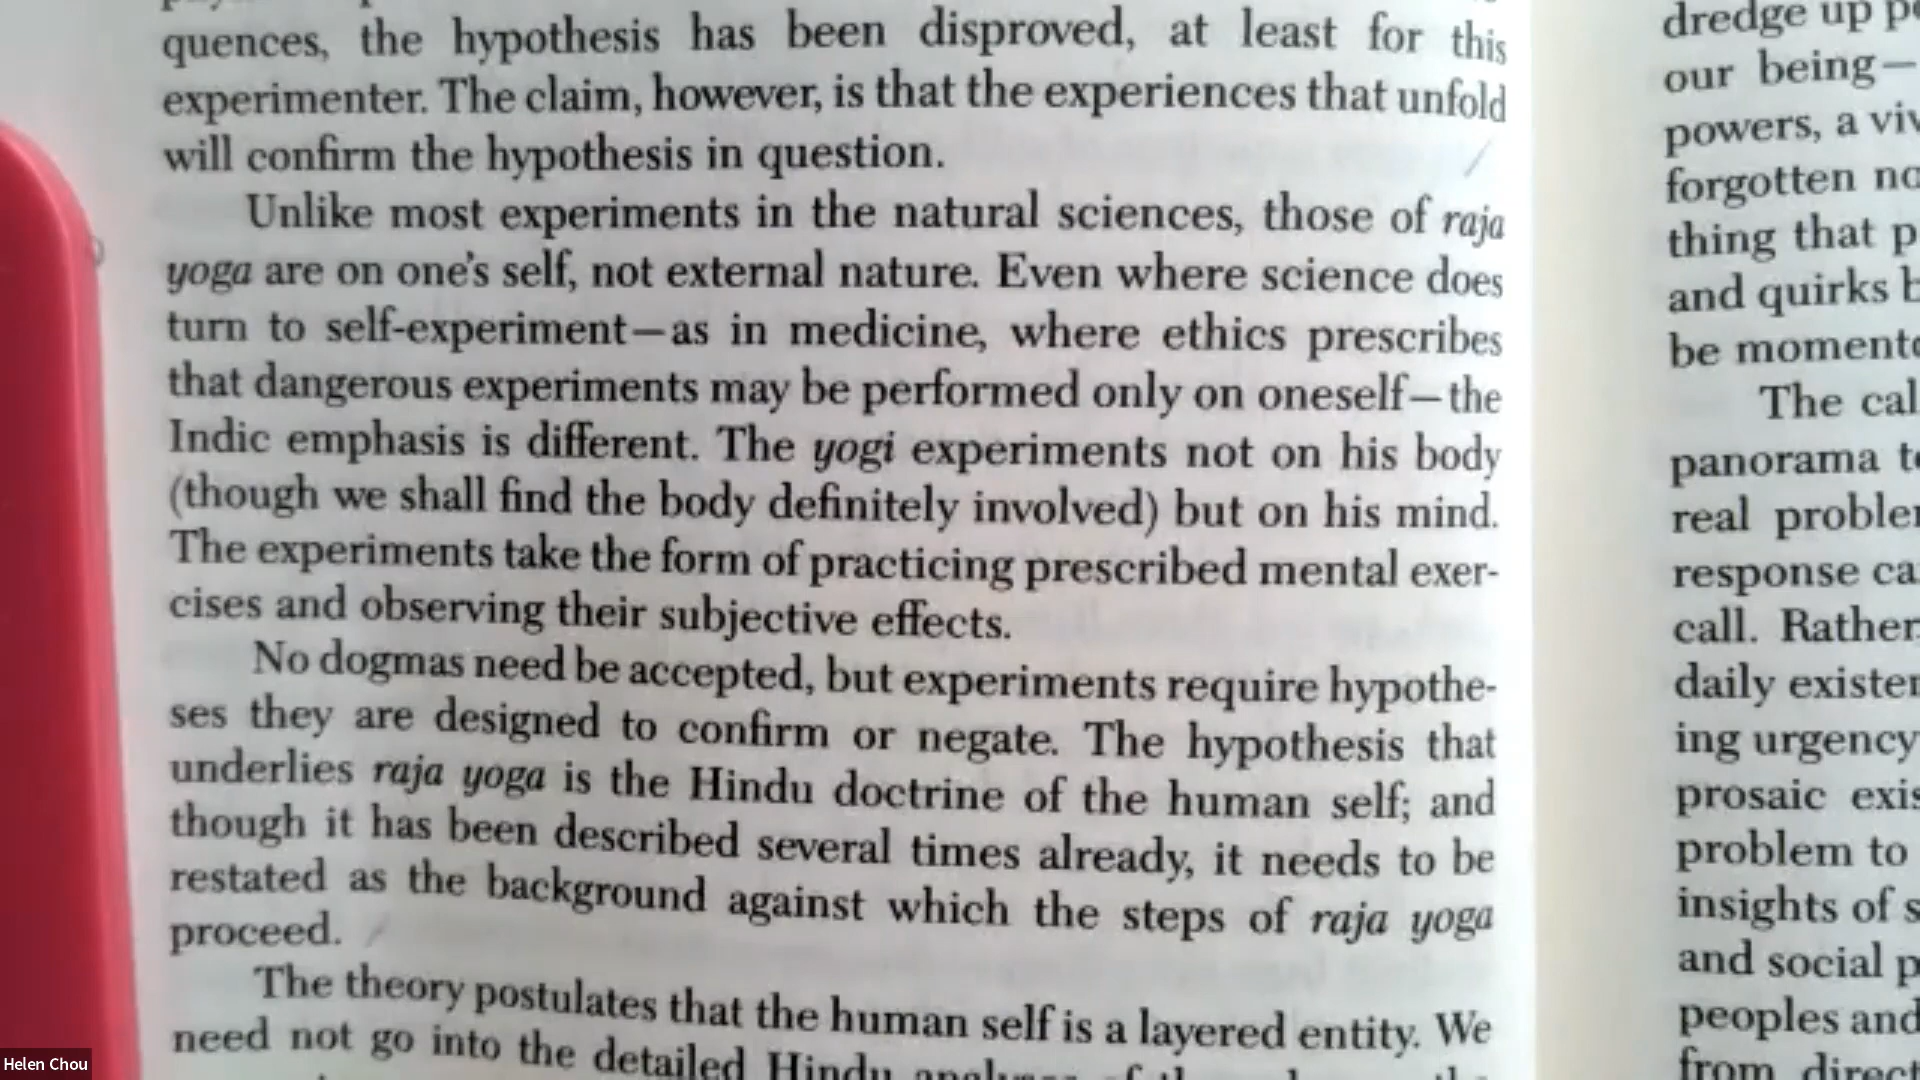 quences, the hypothesis has been disproved, at least for this
experimenter. The claim, however, is that the experiences that unfold
will confirm the hypothesis in question.
Unlike most experiments in the natural sciences, those of raja
yoga are on one's self, not external nature. Even where science does
turn to self-experiment—as in medicine, where ethics prescribes
that dangerous experiments may be performed only on oneself—the
Indic emphasis is different. The yogi experiments not on his body
(though we shall find the body definitely involved) but on his mind.
The experiments take the form of practicing prescribed mental exer-
cises and observing their subjective effects.
No dogmas need be accepted, but experiments require hypothe-
ses they are designed to confirm or negate. The hypothesis that
underlies raja yoga is the Hindu doctrine of the human self; and
though it has been described several times already, it needs to be
restated as the background against which the steps of raja yoga
proceed.
The theory postulates that the human self is a layered entity. We
need not go into the detailed Hindu
dredge up
our being—
powers, a
forgotten
thing that
and quirks
be
The
panorama
real
response
call. Rather
daily
ing urgency
prosaic
problem to
insights of
and social
peoples and
from direct
Helen Chou